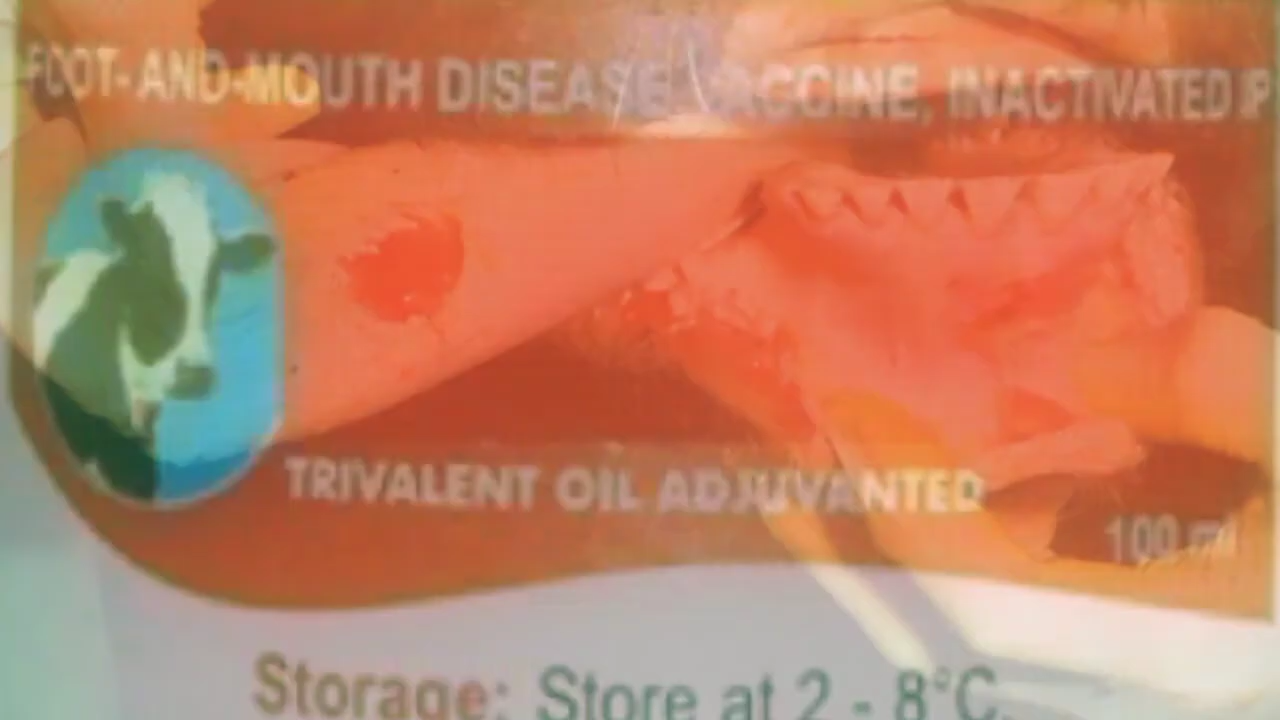 FOOT-AND-MOUTH DISEASE VACCINE, INACTIVATED IP
TRIVALENT OIL ADJUVANTED
100 ml
Storage: Store at 2 - 8°C.